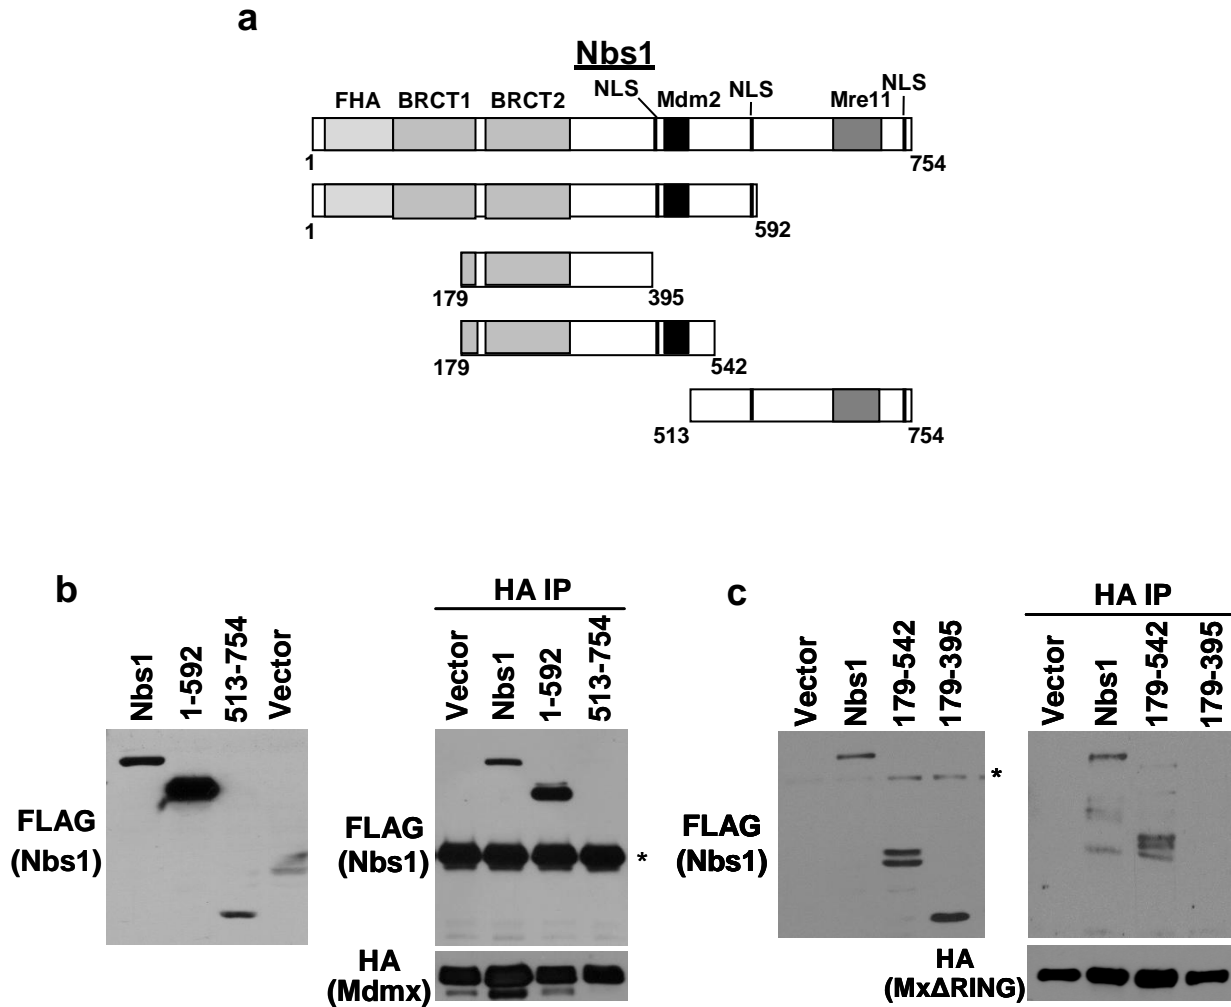 a
Nbs1
FHA BRCT1 BRCT2 NLS Mdm2 NLS Mre11 NLS
1 754
1 592
179 395
179 542
513 754
b
Nbs1 1-592 513-754 Vector
FLAG
(Nbs1)
HA IP
Vector Nbs1 1-592 513-754
FLAG
(Nbs1)
*
HA
(Mdmx)
c
Vector Nbs1 179-542 179-395
*
FLAG
(Nbs1)
HA IP
Vector Nbs1 179-542 179-395
HA
(MxΔRING)